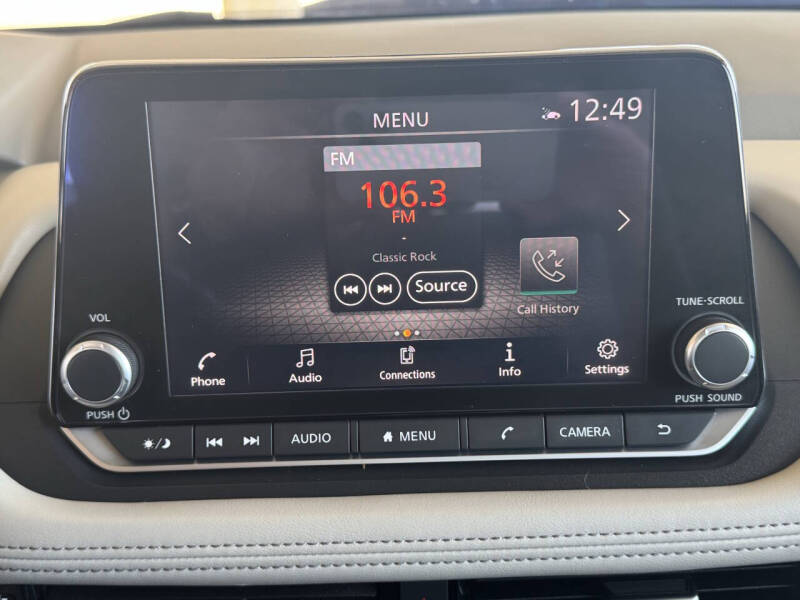 MENU
12:49
FM
106.3
FM
-
Classic Rock
Source
Call History
Phone
Audio
Connections
Info
Settings
VOL
PUSH
TUNE·SCROLL
PUSH SOUND
AUDIO
MENU
CAMERA